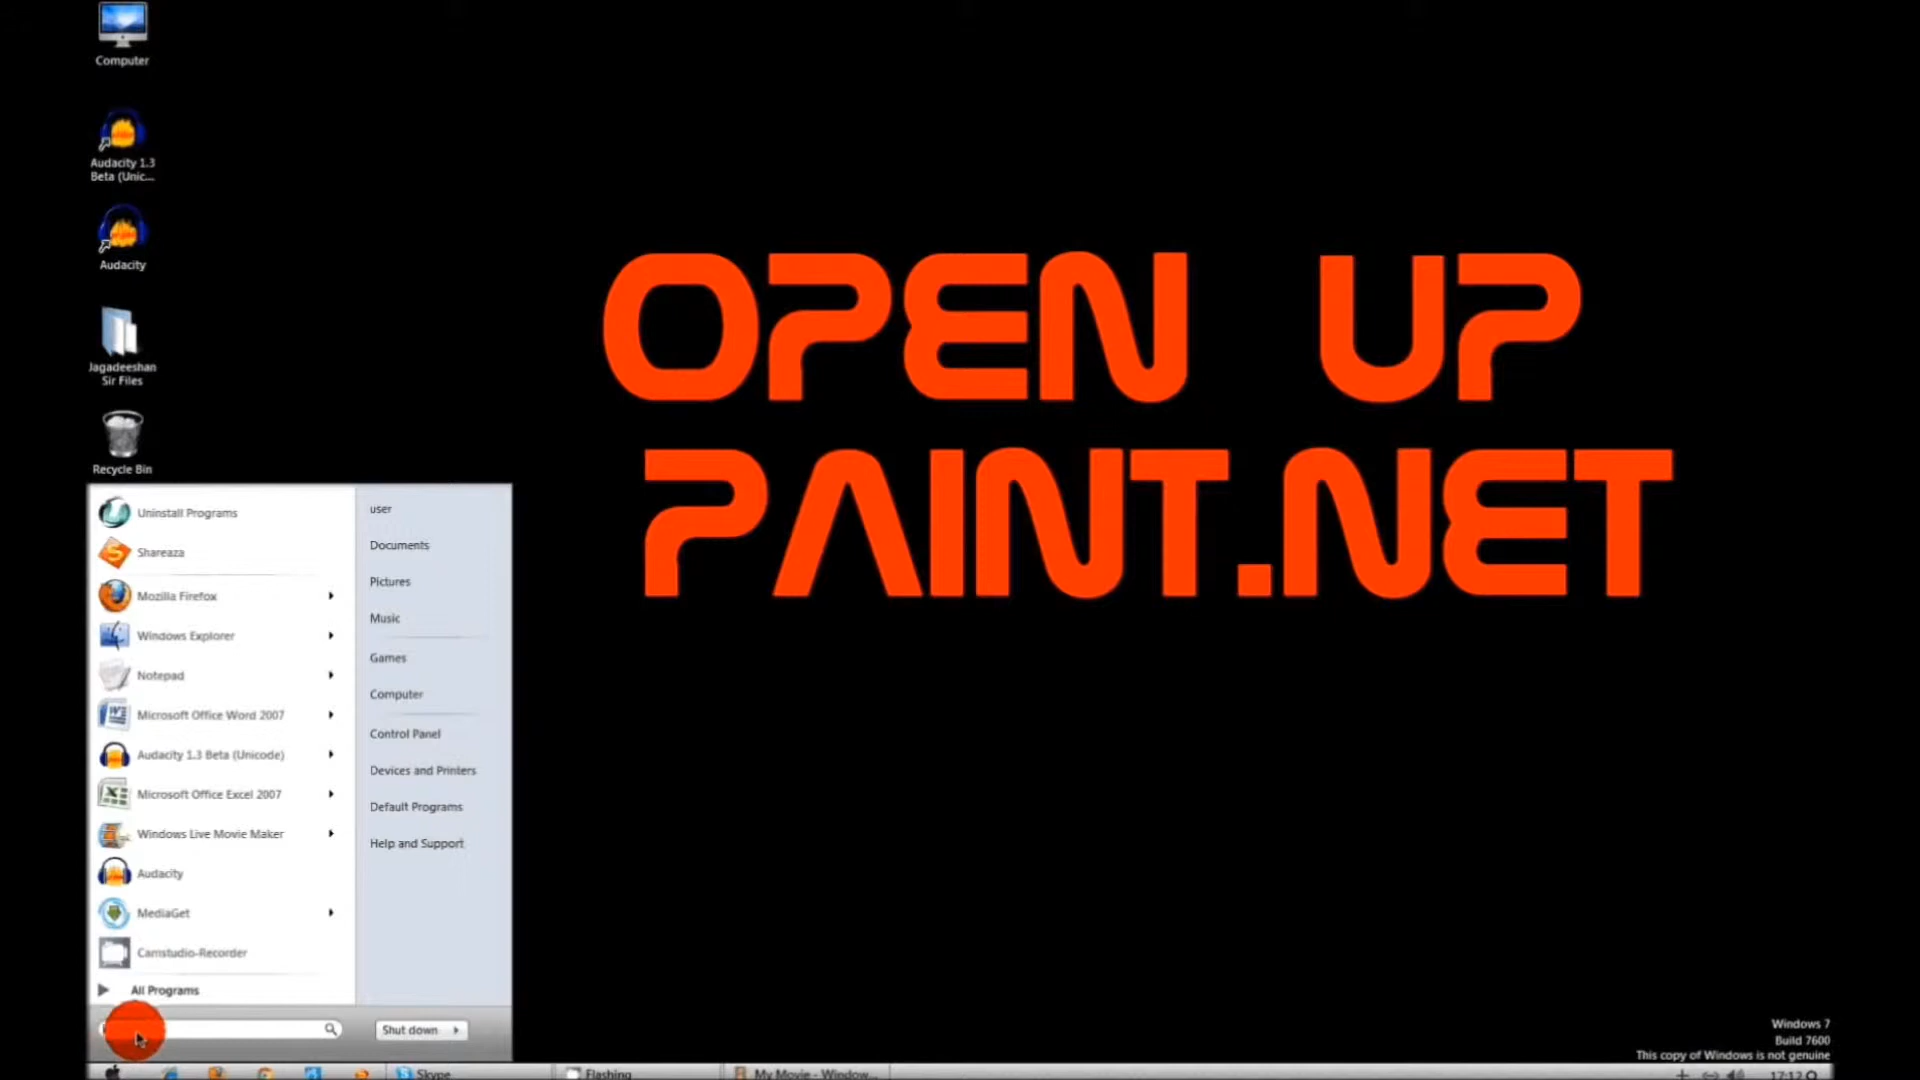 Computer
Audacity 1.3
Beta (Unic...
Audacity
Jagadeeshan
Sir Files
Recycle Bin
OPEN UP
PAINT.NET
Uninstall Programs
Shareaza
Mozilla Firefox
Windows Explorer
Notepad
Microsoft Office Word 2007
Audacity 1.3 Beta (Unicode)
Microsoft Office Excel 2007
Windows Live Movie Maker
Audacity
MediaGet
Camstudio-Recorder
All Programs
user
Documents
Pictures
Music
Games
Computer
Control Panel
Devices and Printers
Default Programs
Help and Support
Shut down
Windows 7
Build 7600
This copy of Windows is not genuine
Skype
Flashing
My Movie - Window...
17:12